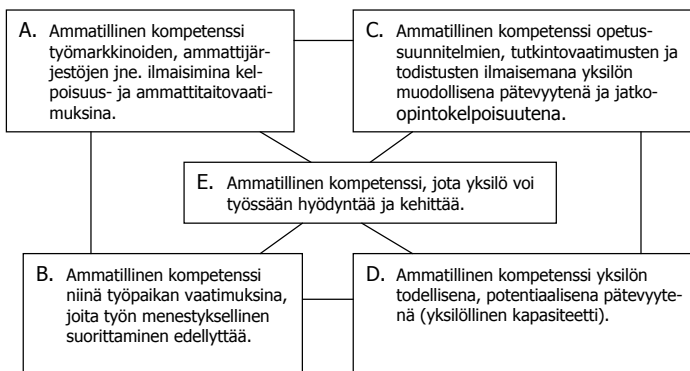 A. Ammatillinen kompetenssi
työmarkkinoiden, ammattijär-
jestöjen jne. ilmaisimina kel-
poisuus- ja ammattitaitovaati-
muksina.
C. Ammatillinen kompetenssi opetus-
suunnitelmien, tutkintovaatimusten ja
todistusten ilmaisemana yksilön
muodollisena pätevyytenä ja jatko-
opintokelpoisuutena.
E. Ammatillinen kompetenssi, jota yksilö voi
työssään hyödyntää ja kehittää.
B. Ammatillinen kompetenssi
niinä työpaikan vaatimuksina,
joita työn menestyksellinen
suorittaminen edellyttää.
D. Ammatillinen kompetenssi yksilön
todellisena, potentiaalisena pätevyyte-
nä (yksilöllinen kapasiteetti).